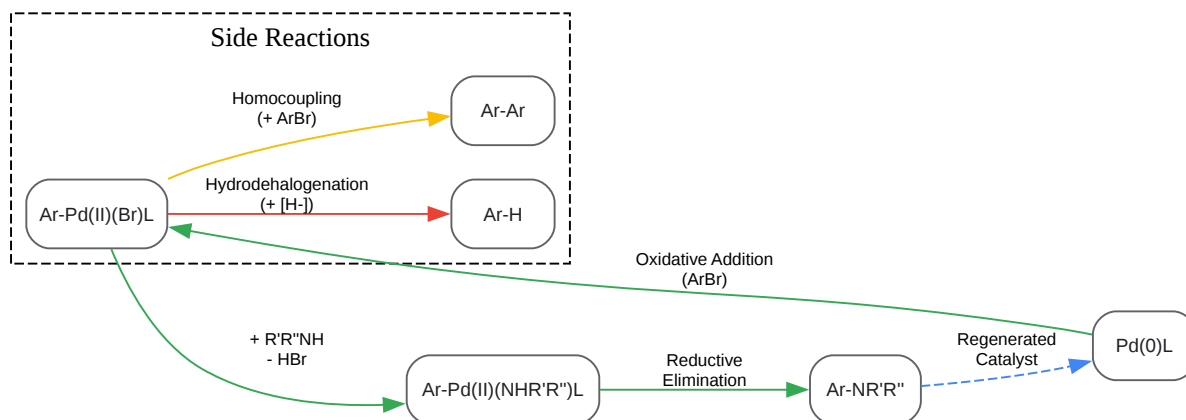 Side Reactions
Homocoupling
(+ ArBr)
Ar-Ar
Hydrodehalogenation
(+ [H-])
Ar-Pd(II)(Br)L
Ar-H
Oxidative Addition
(ArBr)
+ R'R"NH
- HBr
Ar-Pd(II)(NHR'R")L
Reductive
Elimination
Ar-NR'R"
Regenerated
Catalyst
Pd(0)L